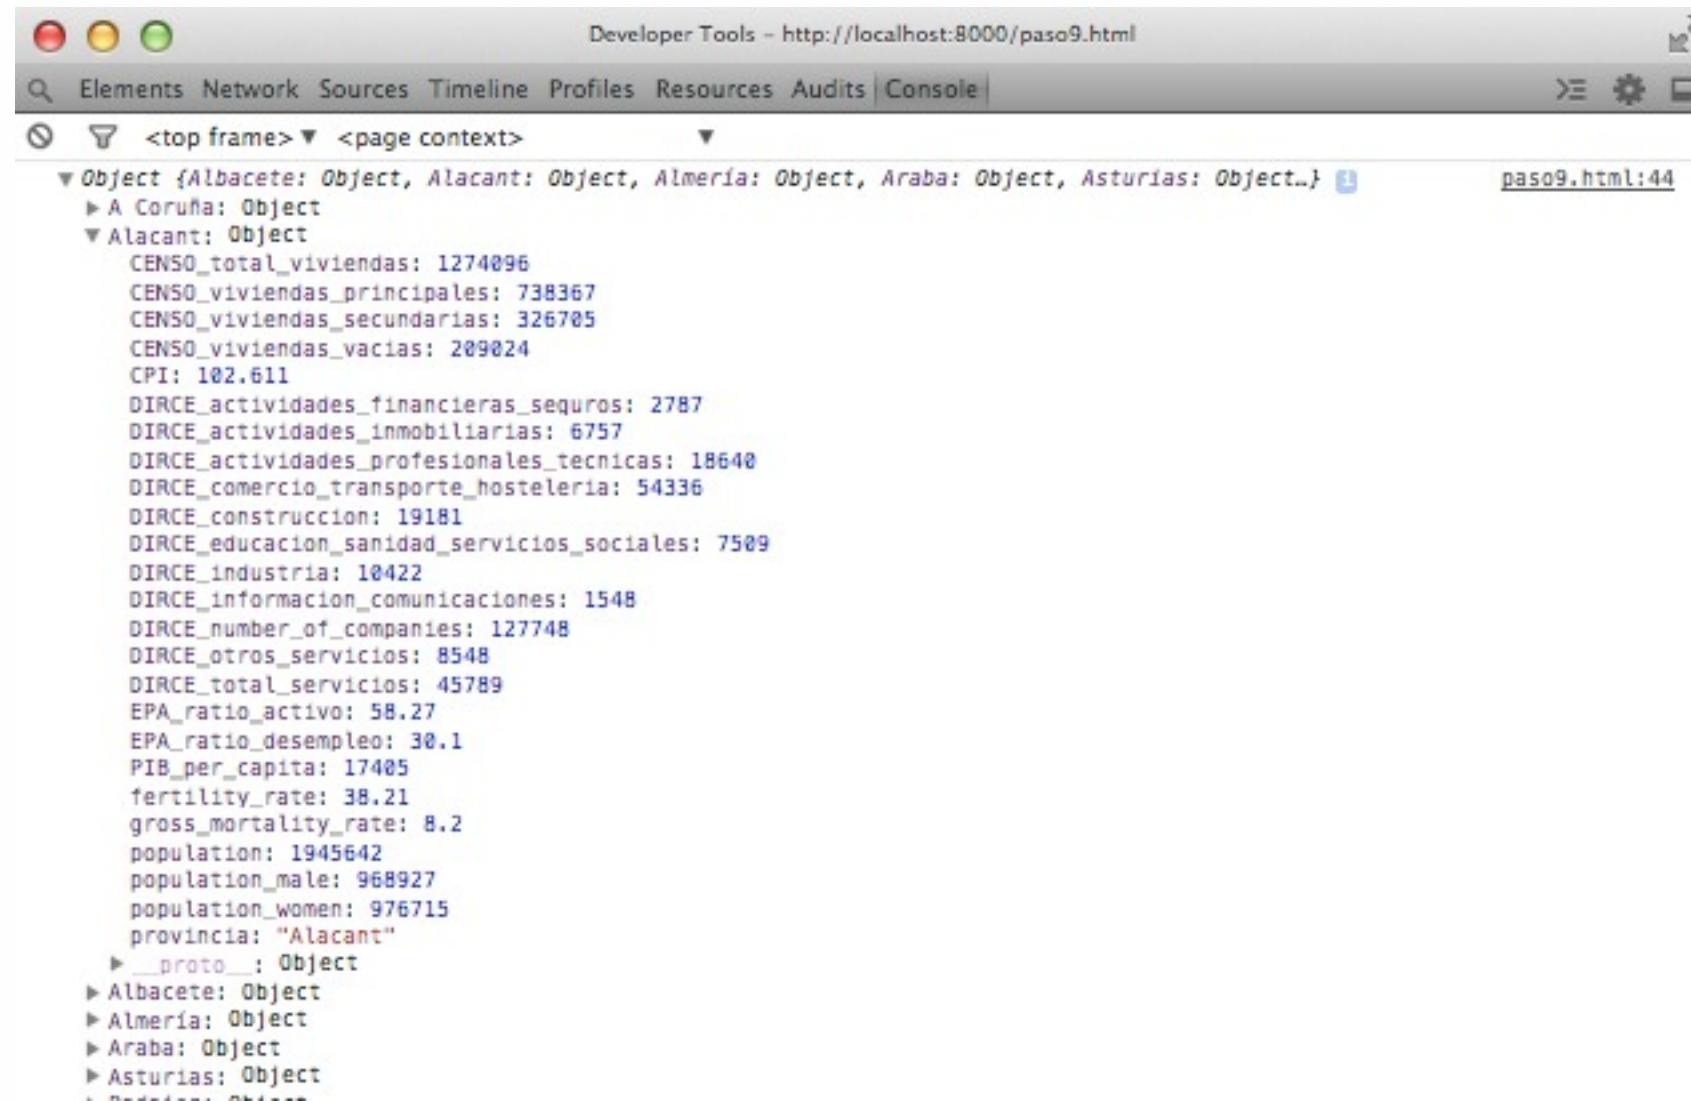 Developer Tools - http://localhost:8000/paso9.html
Elements Network Sources Timeline Profiles Resources Audits Console
<top frame> <page context>
Object {Albacete: Object, Alacant: Object, Almería: Object, Araba: Object, Asturias: Object…} paso9.html:44
A Coruña: Object
Alacant: Object
CENSO_total_viviendas: 1274096
CENSO_viviendas_principales: 738367
CENSO_viviendas_secundarias: 326705
CENSO_viviendas_vacias: 209024
CPI: 102.611
DIRCE_actividades_financieras_seguros: 2787
DIRCE_actividades_inmobiliarias: 6757
DIRCE_actividades_profesionales_tecnicas: 18640
DIRCE_comercio_transporte_hosteleria: 54336
DIRCE_construccion: 19181
DIRCE_educacion_sanidad_servicios_sociales: 7509
DIRCE_industria: 10422
DIRCE_informacion_comunicaciones: 1548
DIRCE_number_of_companies: 127748
DIRCE_otros_servicios: 8548
DIRCE_total_servicios: 45789
EPA_ratio_activo: 58.27
EPA_ratio_desempleo: 30.1
PIB_per_capita: 17405
fertility_rate: 38.21
gross_mortality_rate: 8.2
population: 1945642
population_male: 968927
population_women: 976715
provincia: "Alacant"
__proto__: Object
Albacete: Object
Almería: Object
Araba: Object
Asturias: Object